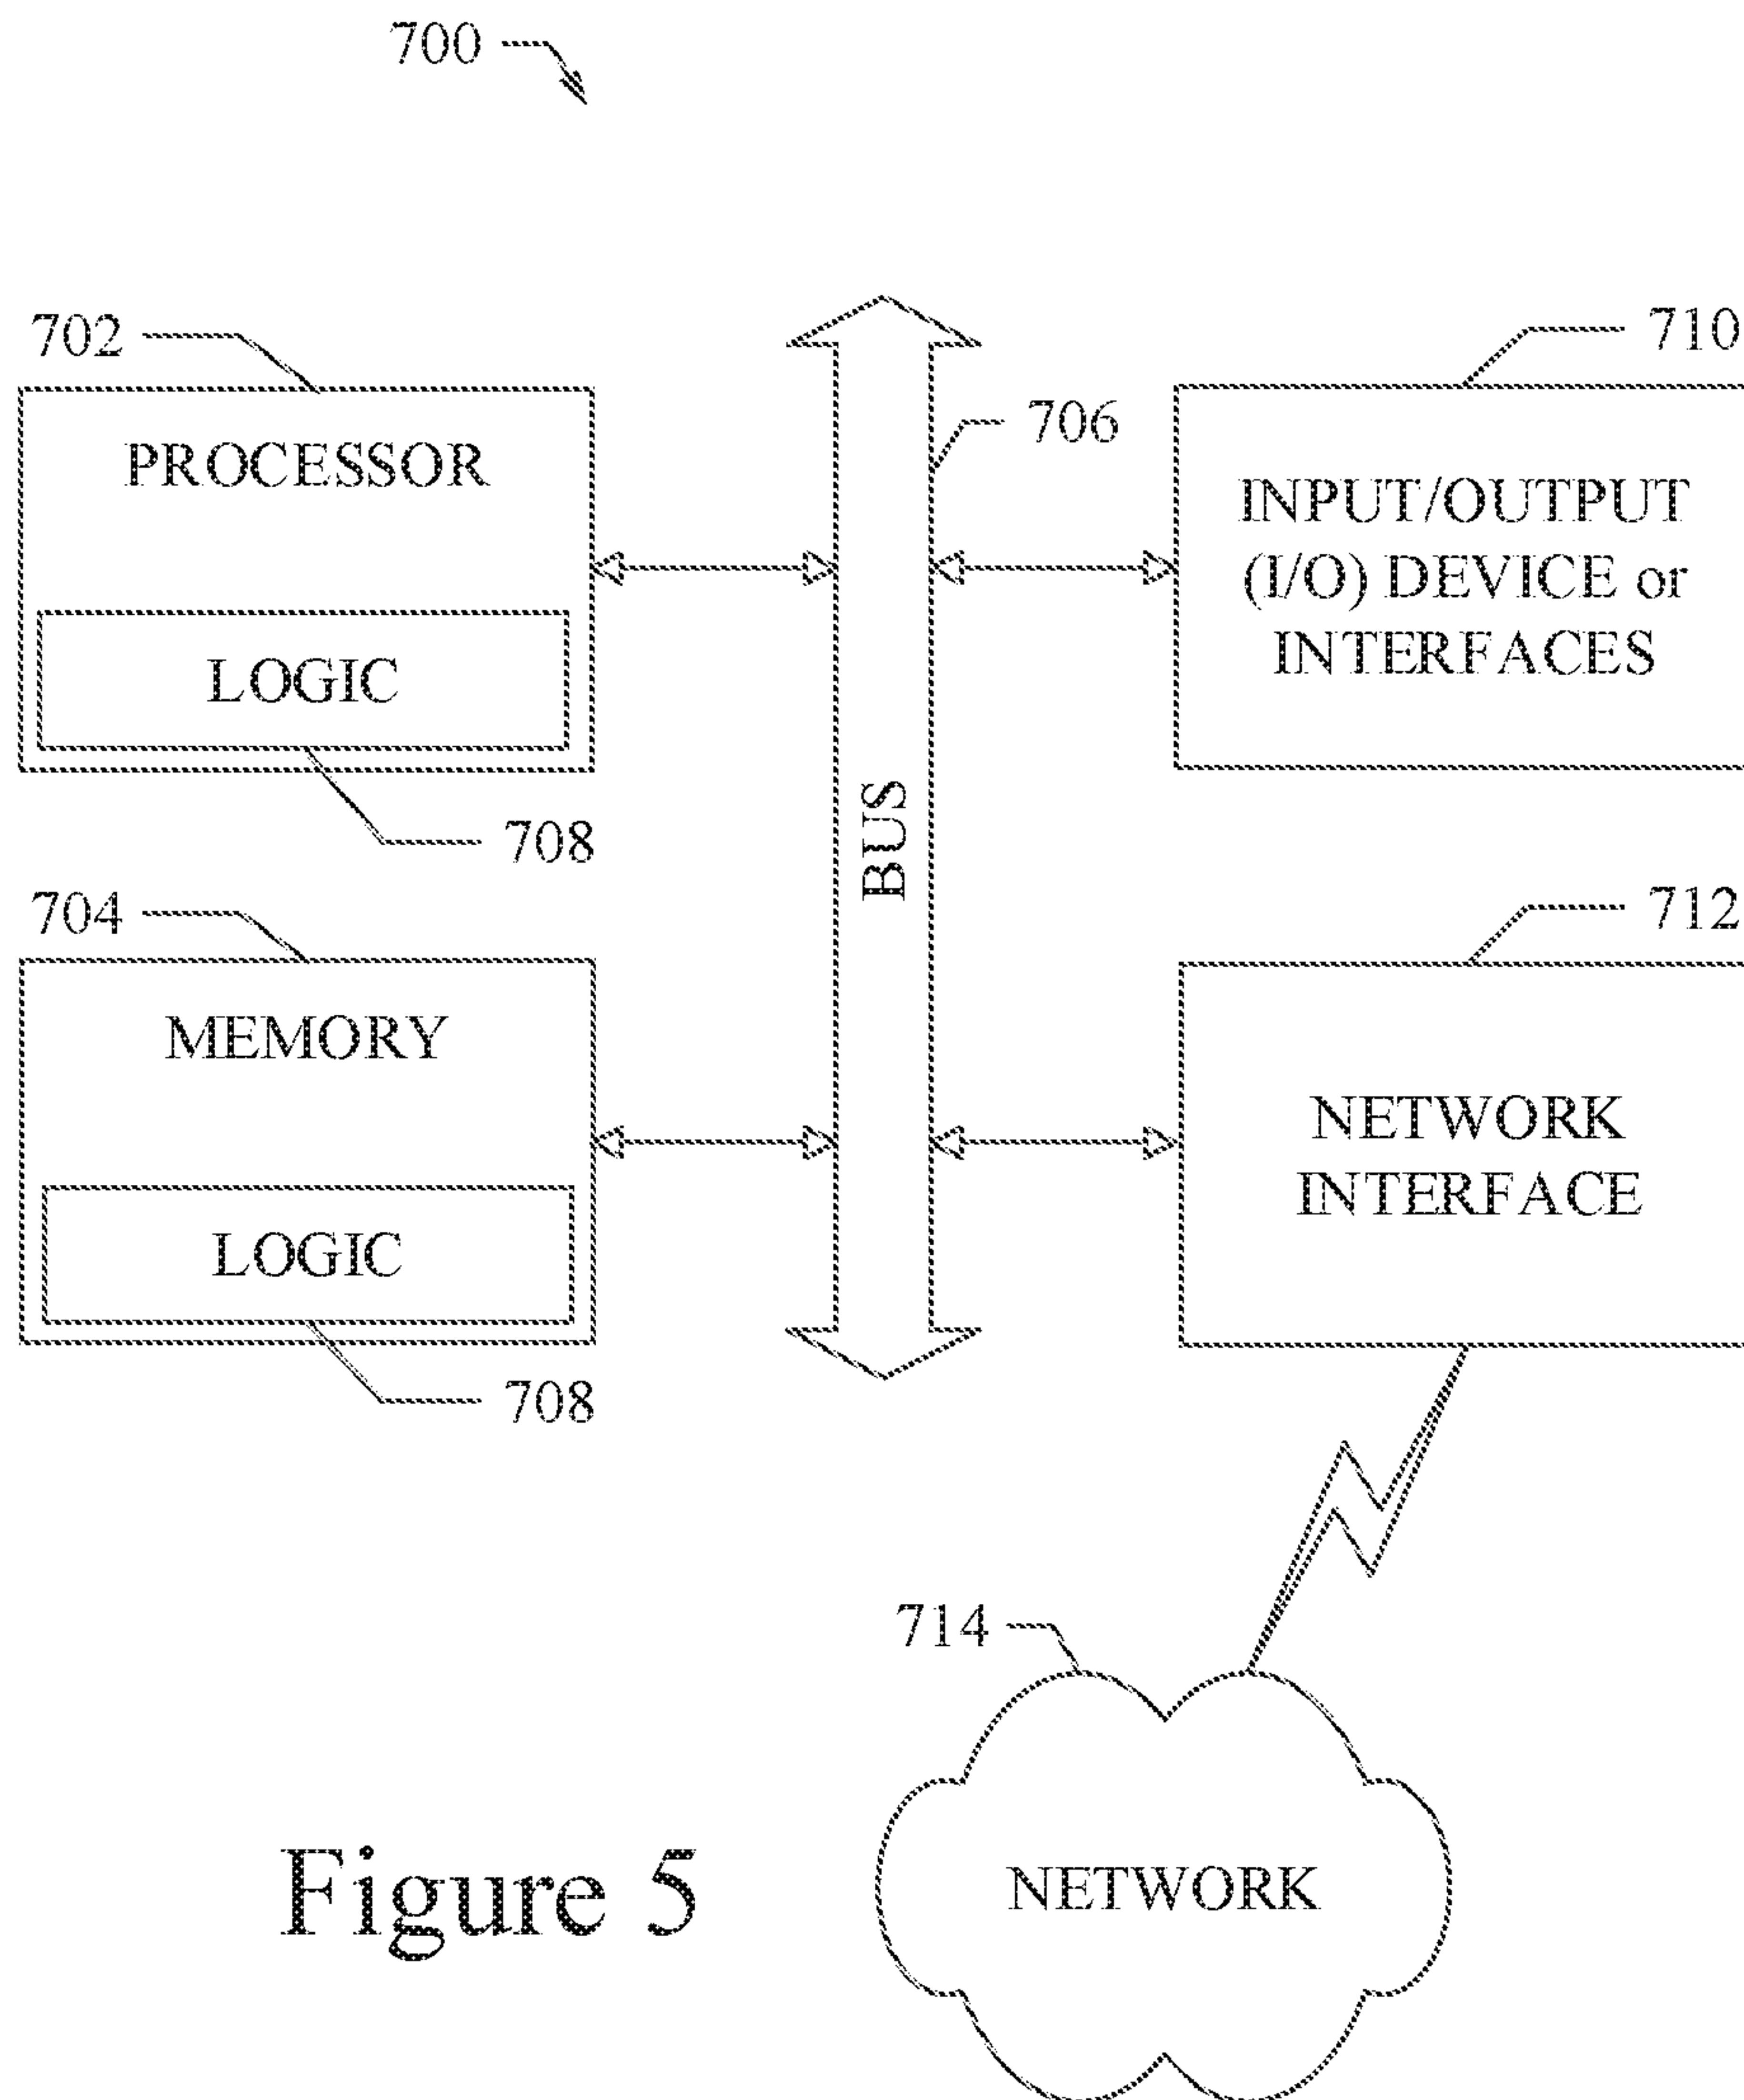 700
702
PROCESSOR
LOGIC
708
704
MEMORY
LOGIC
708
BUS
706
710
INPUT/OUTPUT
(I/O) DEVICE or
INTERFACES
712
NETWORK
INTERFACE
714
NETWORK
Figure 5